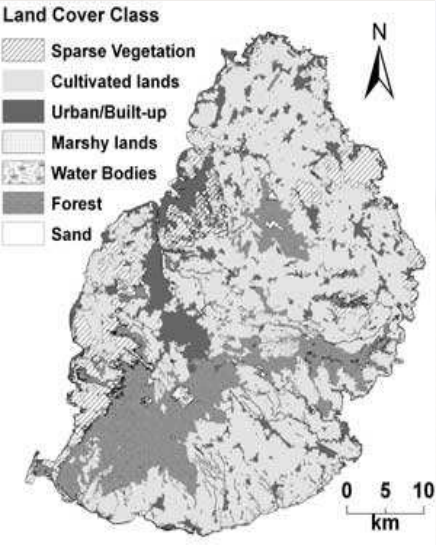 Land Cover Class
Sparse Vegetation
Cultivated lands
Urban/Built-up
Marshy lands
Water Bodies
Forest
Sand
N
0 5 10
km